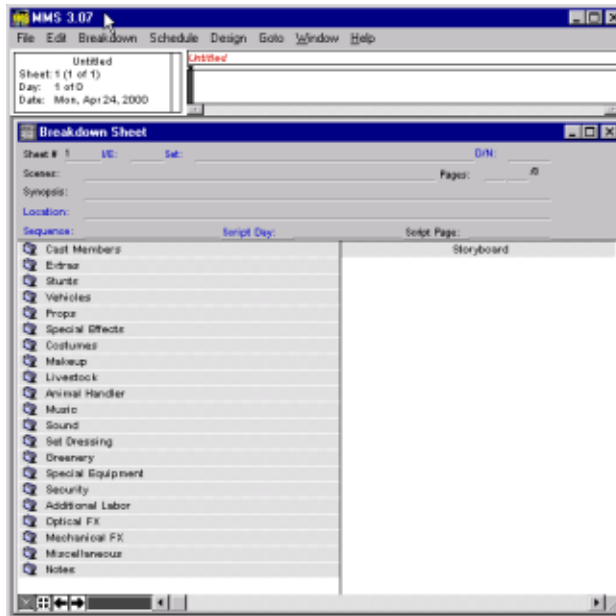 MMS 3.07
File Edit Breakdown Schedule Design Goto Window Help
Untitled
Untitled
Sheet: 1 (1 of 1)
Day: 1 of 0
Date: Mon, Apr 24, 2000
Breakdown Sheet
Sheet # 1 I/E: Set: D/N:
Scenes: Pages: /8
Synopsis:
Location:
Sequence: Script Day: Script Page:
Cast Members Storyboard
Extras
Stunts
Vehicles
Props
Special Effects
Costumes
Makeup
Livestock
Animal Handler
Music
Sound
Set Dressing
Greenery
Special Equipment
Security
Additional Labor
Optical FX
Mechanical FX
Miscellaneous
Notes